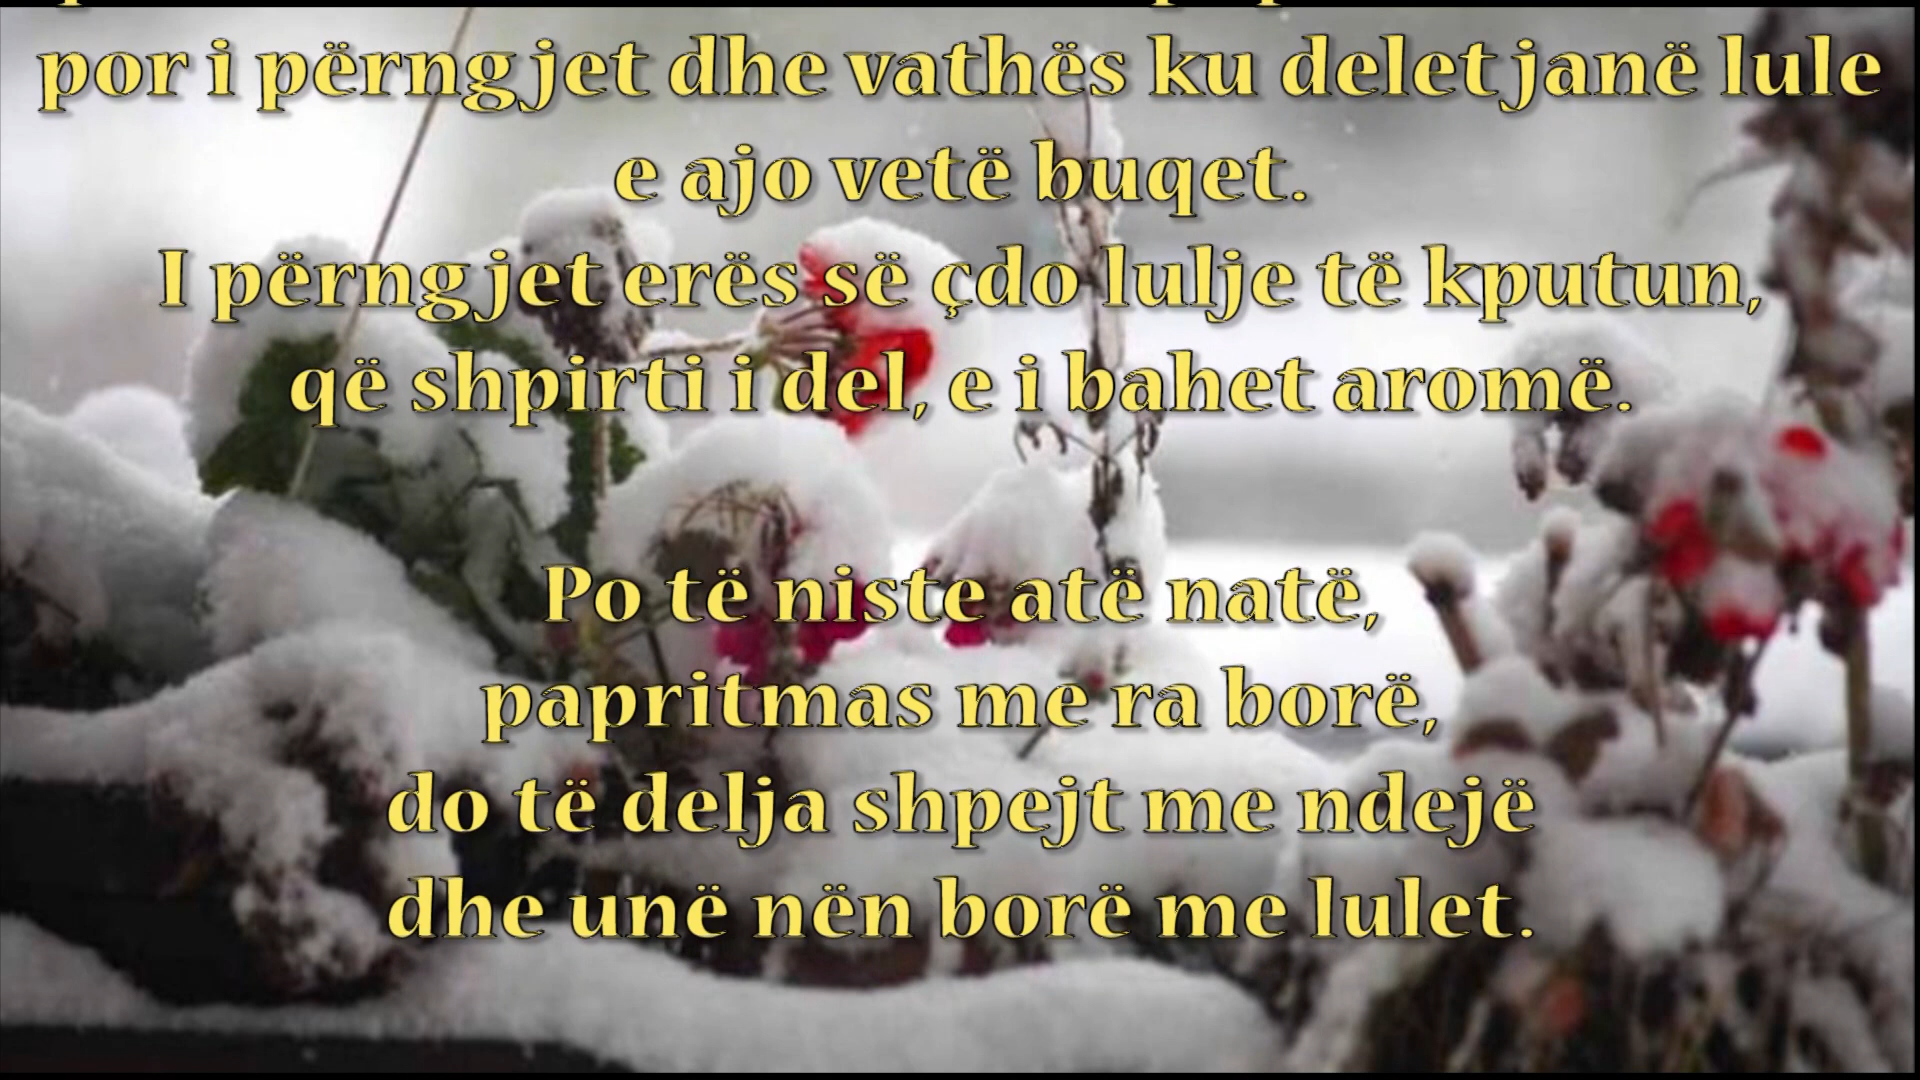 por i përngjet dhe vathës ku delet janë lule
e ajo vetë buqet.
I përngjet erës së çdo lulje të kputun,
që shpirti i del, e i bahet aromë.
Po të niste atë natë,
papritmas me ra borë,
do të delja shpejt me ndejë
dhe unë nën borë me lulet.